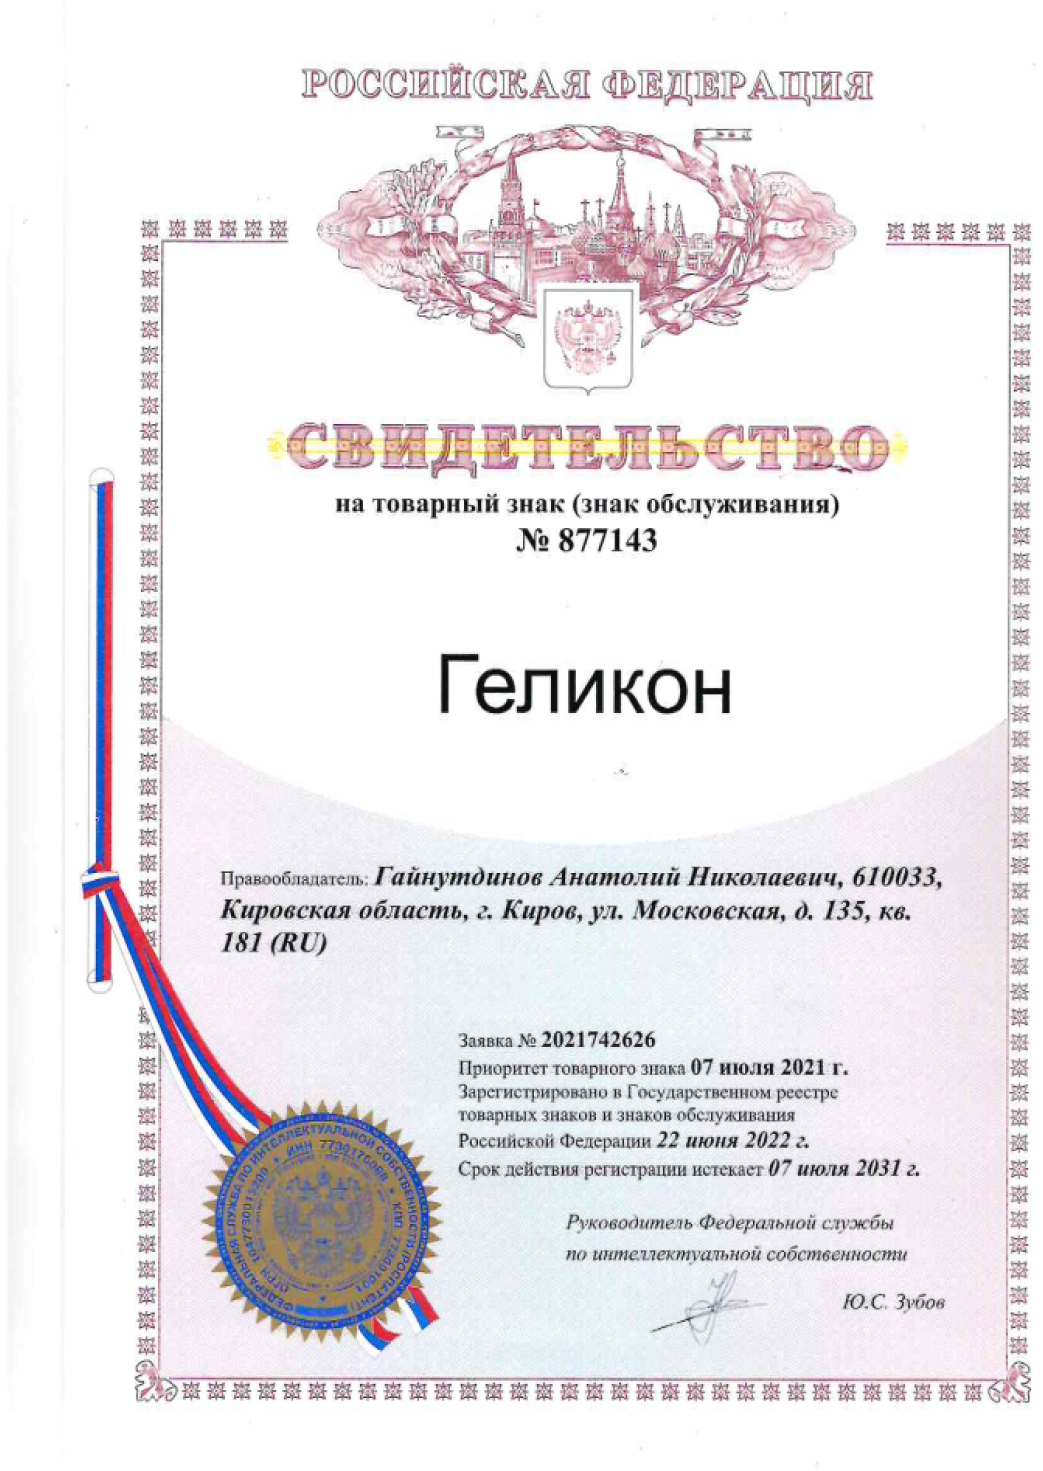 РОССИЙСКАЯ ФЕДЕРАЦИЯ
СВИДЕТЕЛЬСТВО
на товарный знак (знак обслуживания)
№ 877143
Геликон
Правообладатель: Гайнутдинов Анатолий Николаевич, 610033,
Кировская область, г. Киров, ул. Московская, д. 135, кв.
181 (RU)
Заявка № 2021742626
Приоритет товарного знака 07 июля 2021 г.
Зарегистрировано в Государственном реестре
товарных знаков и знаков обслуживания
Российской Федерации 22 июня 2022 г.
Срок действия регистрации истекает 07 июля 2031 г.
Руководитель Федеральной службы
по интеллектуальной собственности
Ю.С. Зубов
ФЕДЕРАЛЬНАЯ СЛУЖБА ПО ИНТЕЛЛЕКТУАЛЬНОЙ СОБСТВЕННОСТИ (РОСПАТЕНТ)
ОГРН 1047730015200 • ИНН 7730176088 • КПП 773001001